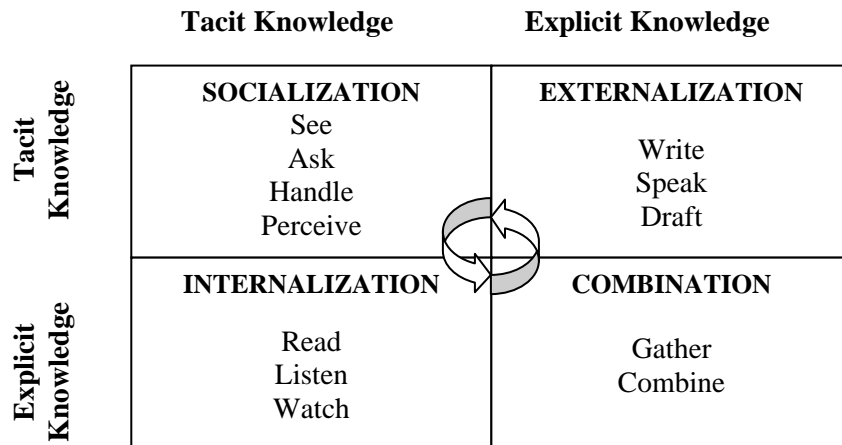 Tacit Knowledge
Explicit Knowledge
Tacit
Knowledge
SOCIALIZATION
See
Ask
Handle
Perceive
EXTERNALIZATION
Write
Speak
Draft
Explicit
Knowledge
INTERNALIZATION
Read
Listen
Watch
COMBINATION
Gather
Combine